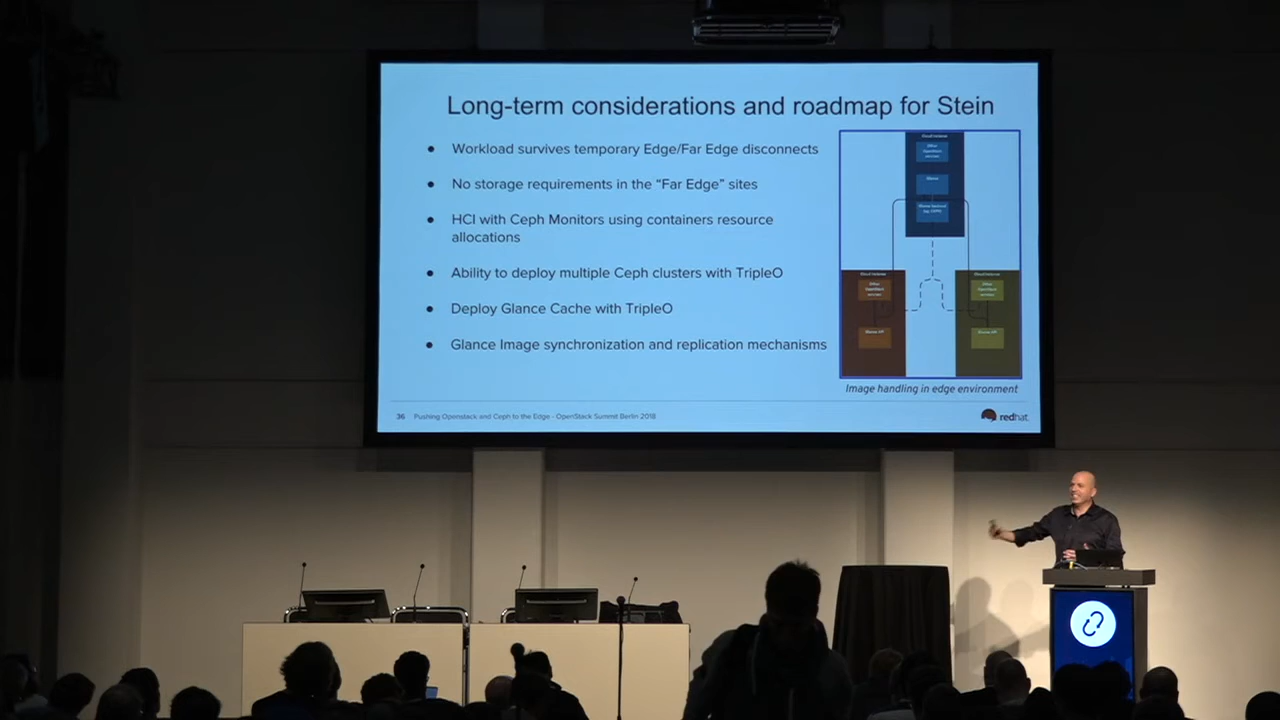 Long-term considerations and roadmap for Stein
● Workload survives temporary Edge/Far Edge disconnects
● No storage requirements in the “Far Edge” sites
● HCI with Ceph Monitors using containers resource
allocations
● Ability to deploy multiple Ceph clusters with TripleO
● Deploy Glance Cache with TripleO
● Glance Image synchronization and replication mechanisms
Image handling in edge environment
36 Pushing Openstack and Ceph to the Edge - OpenStack Summit Berlin 2018
redhat.